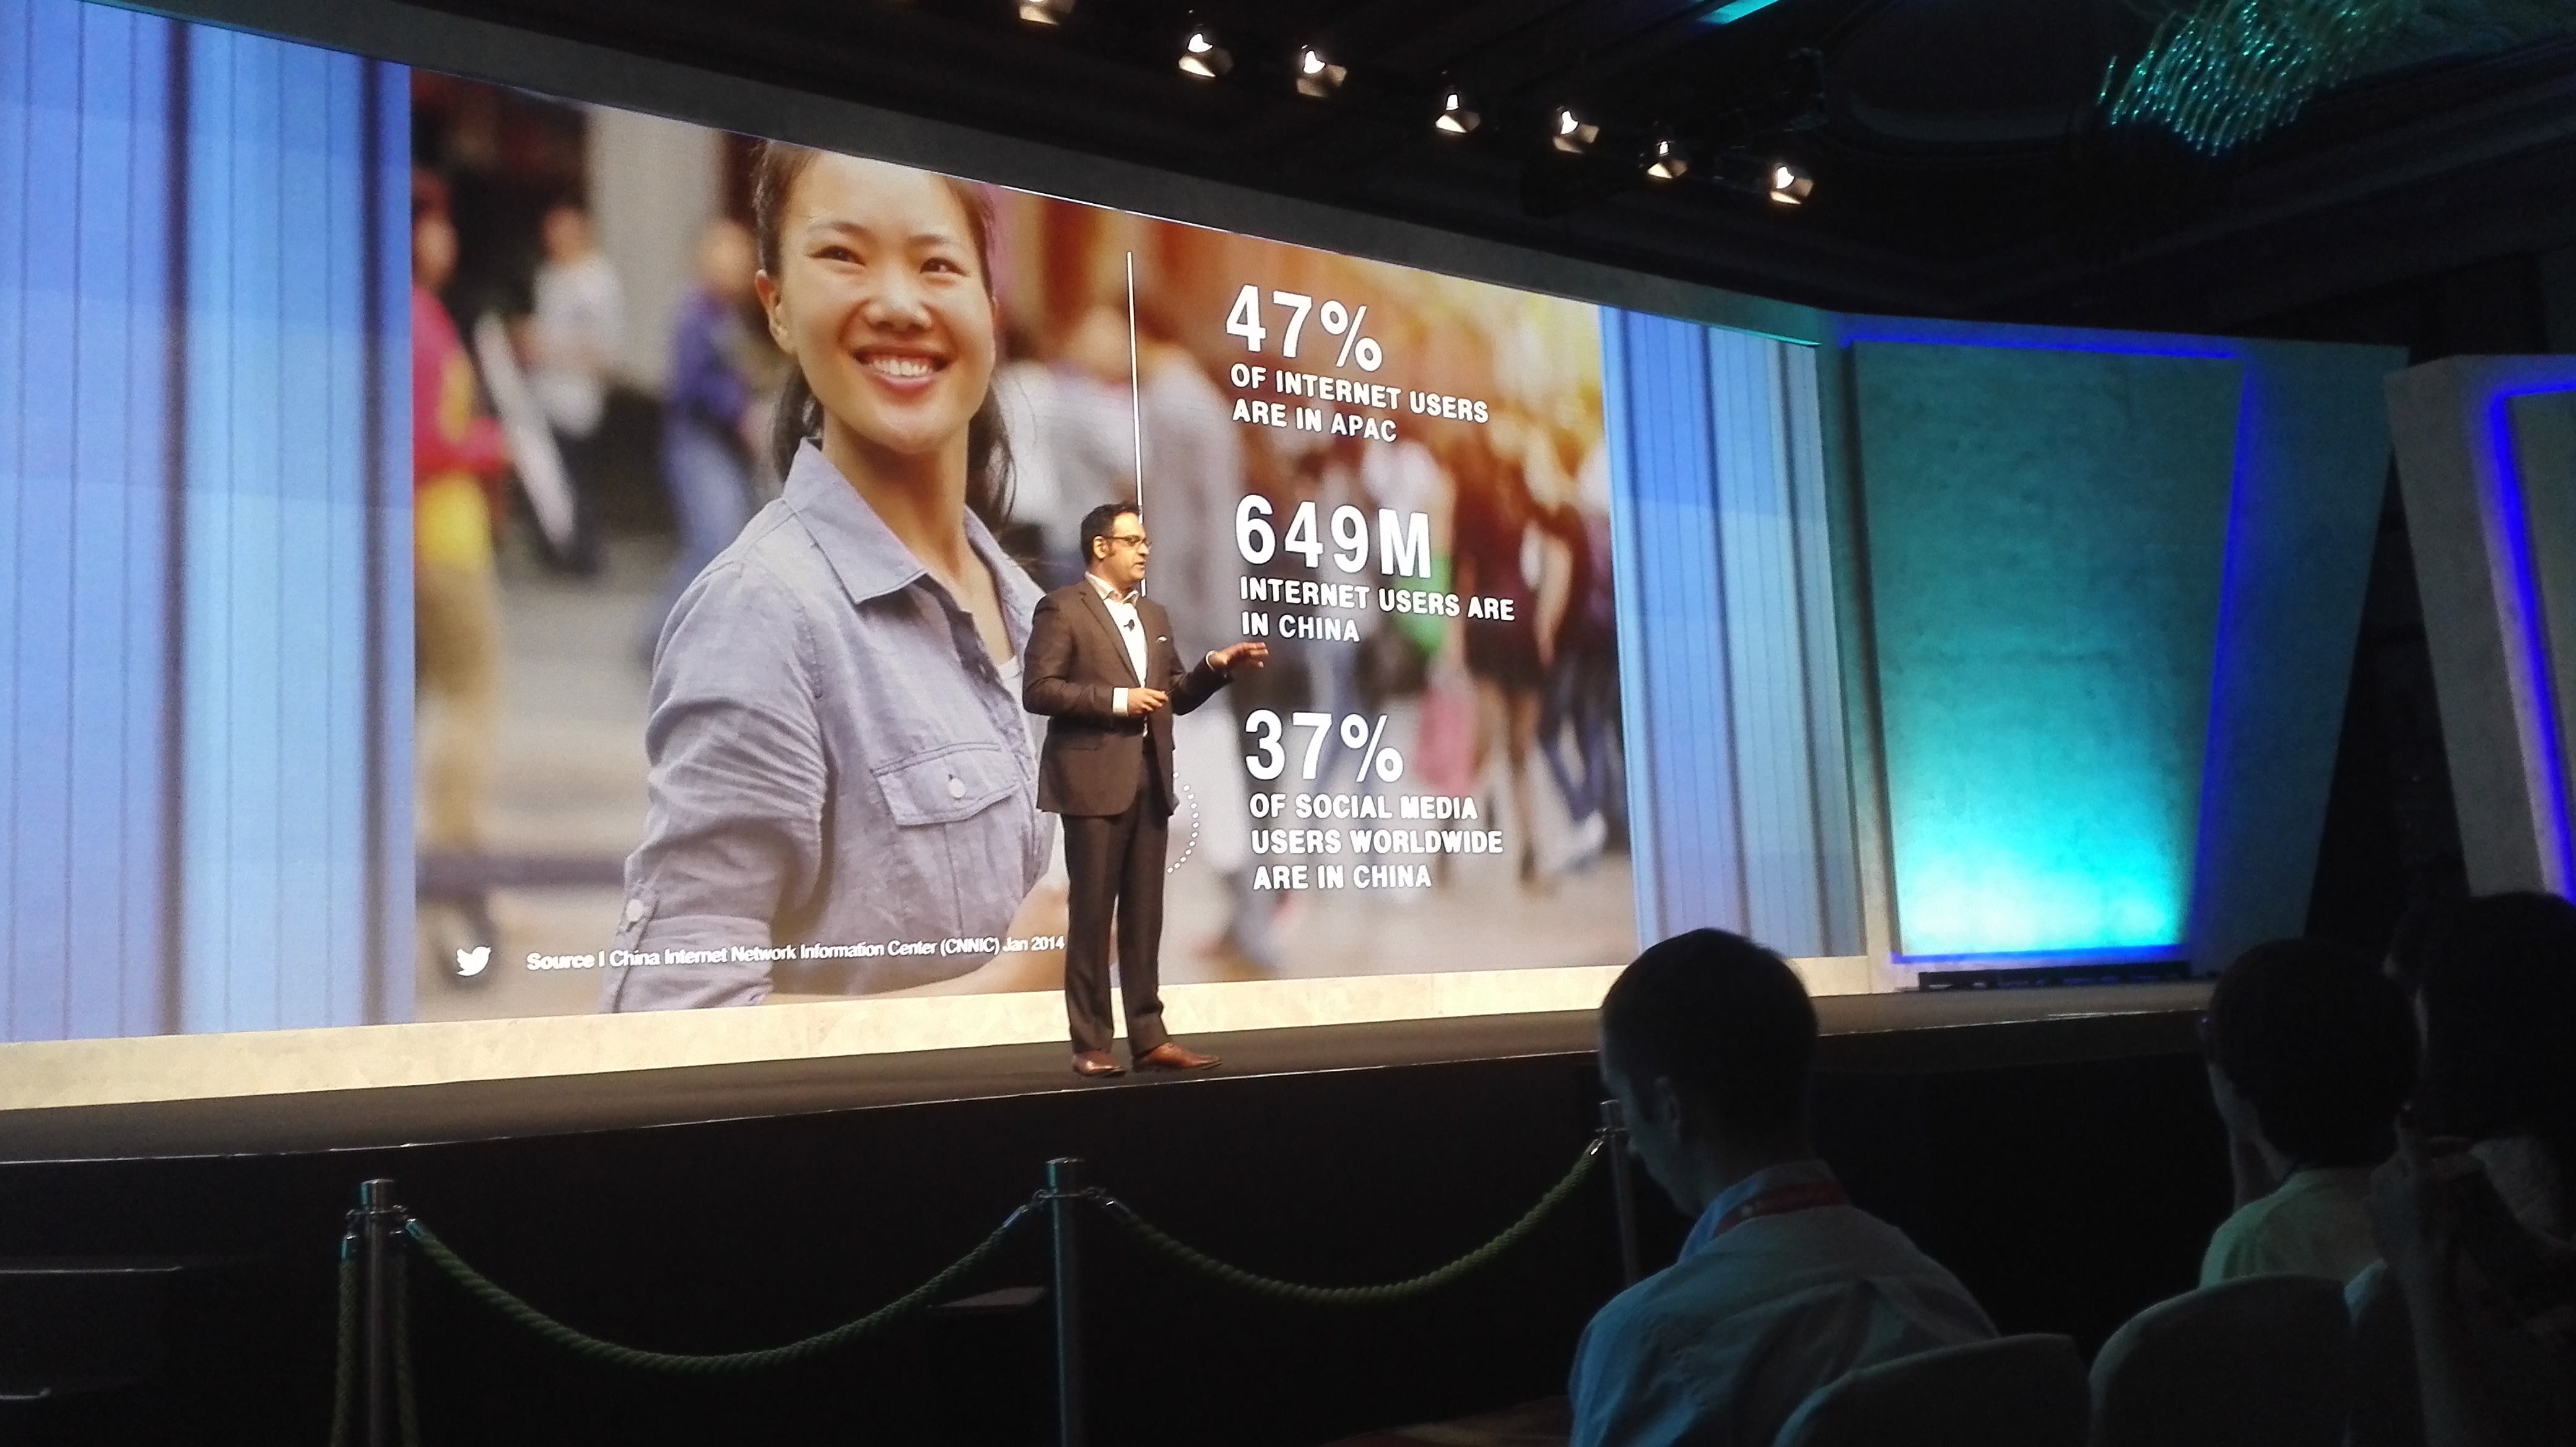 47%
OF INTERNET USERS
ARE IN APAC
649M
INTERNET USERS ARE
IN CHINA
37%
OF SOCIAL MEDIA
USERS WORLDWIDE
ARE IN CHINA
Source | China Internet Network Information Center (CNNIC) Jan 2014